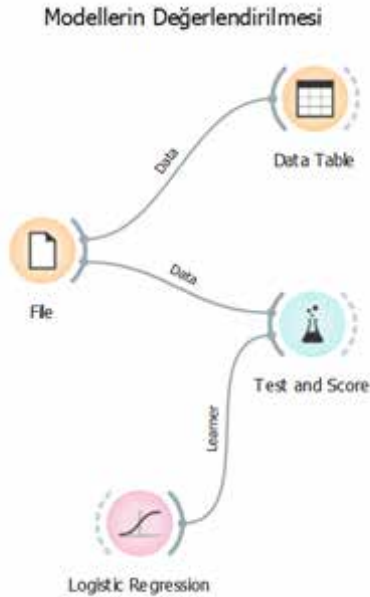 Modellerin Değerlendirilmesi
Data
Data Table
File
Data
Test and Score
Learner
Logistic Regression